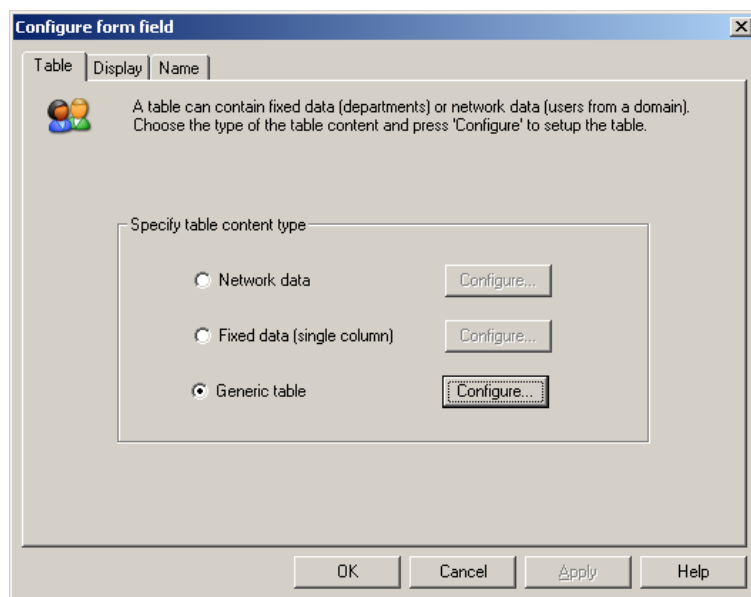 Configure form field
Table
Display
Name
A table can contain fixed data (departments) or network data (users from a domain).
Choose the type of the table content and press 'Configure' to setup the table.
Specify table content type
Network data
Configure...
Fixed data (single column)
Configure...
Generic table
Configure...
OK
Cancel
Apply
Help